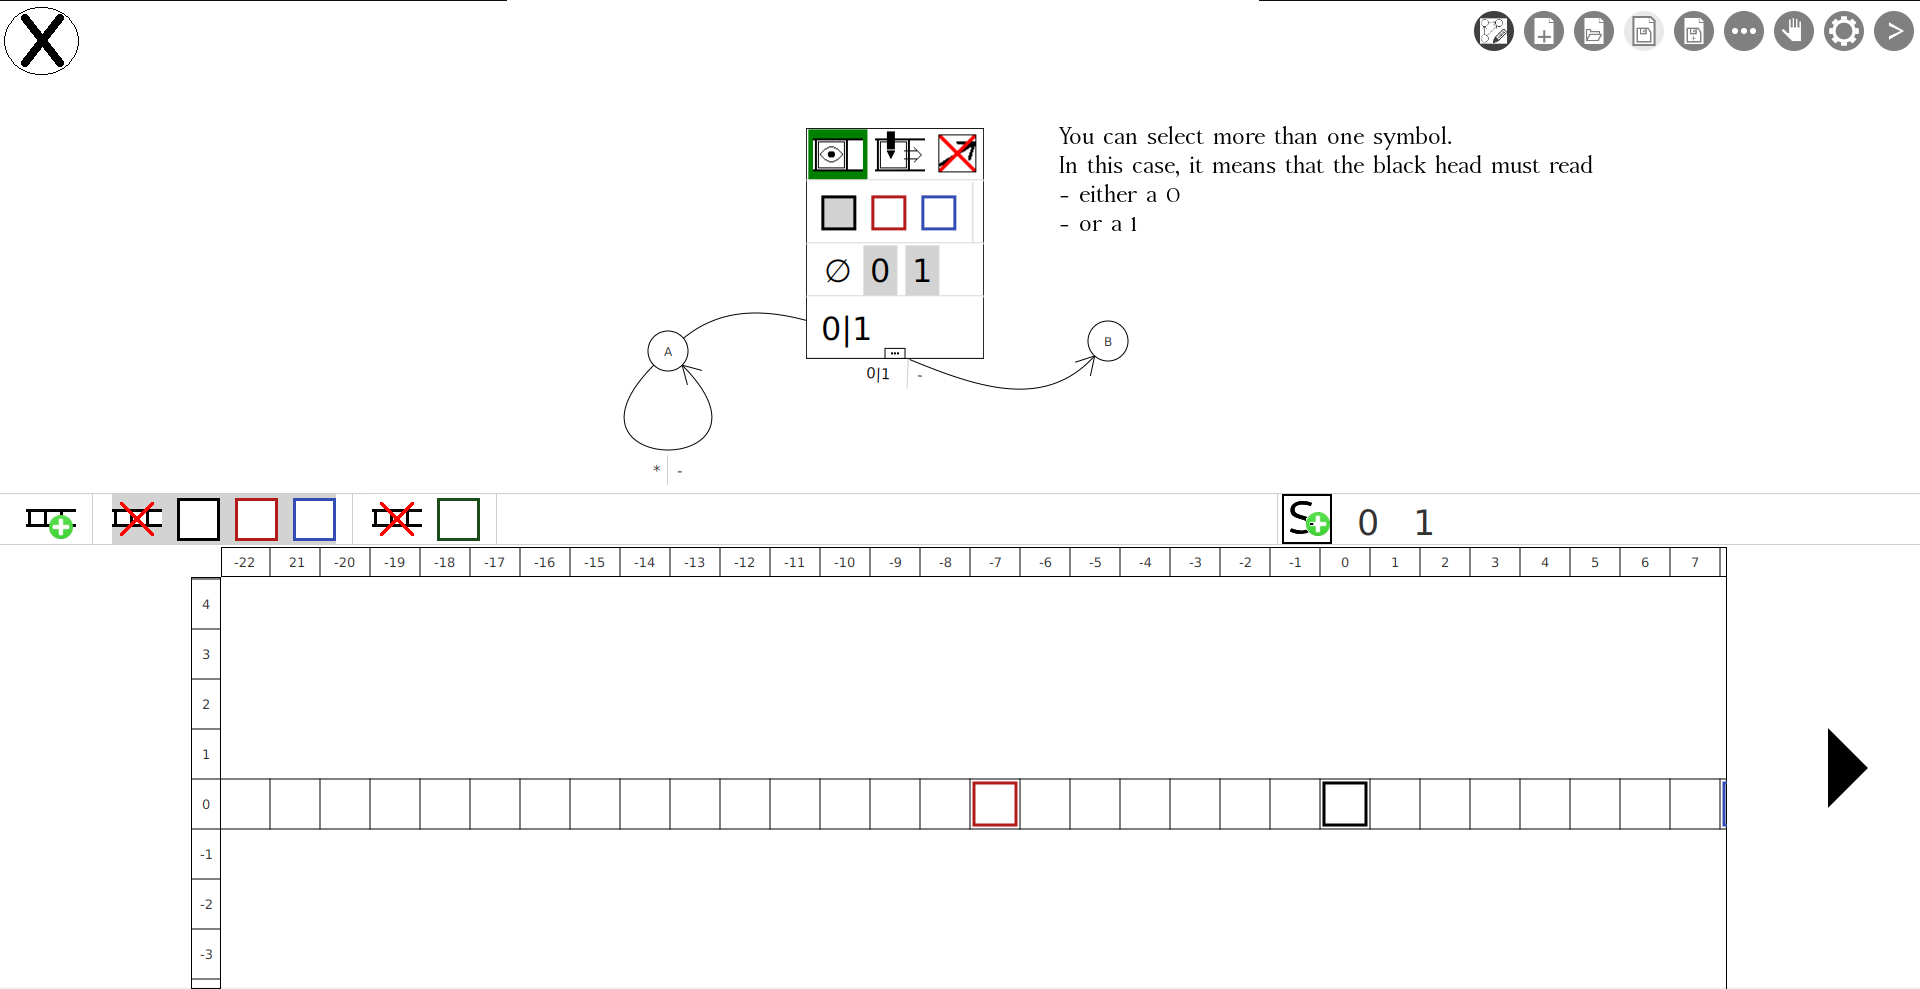 You can select more than one symbol.
In this case, it means that the black head must read
- either a 0
- or a 1
∅ 0 1
0|1
A
B
0|1 -
* -
S 0 1
-22 21 -20 -19 -18 -17 -16 -15 -14 -13 -12 -11 -10 -9 -8 -7 -6 -5 -4 -3 -2 -1 0 1 2 3 4 5 6 7
4
3
2
1
0
-1
-2
-3